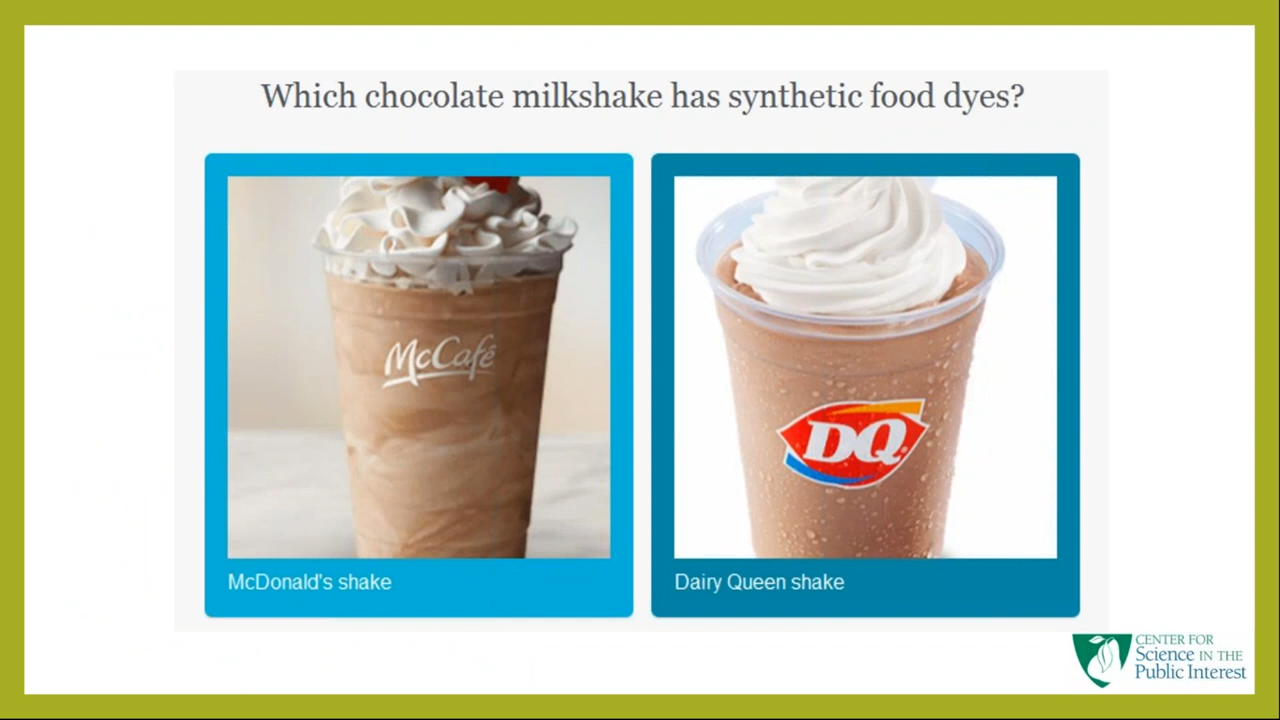 Which chocolate milkshake has synthetic food dyes?
McCafé
DQ
McDonald's shake
Dairy Queen shake
CENTER FOR
Science IN THE
Public Interest